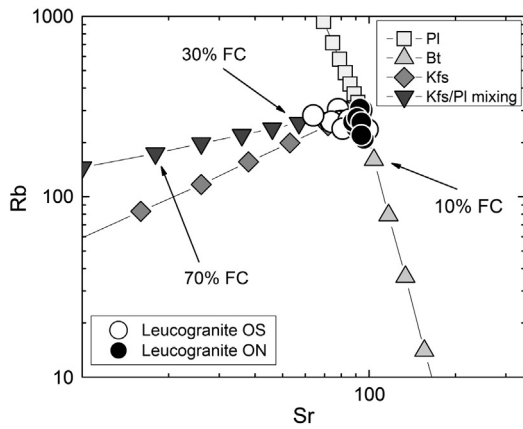 1000
Pl
Bt
Kfs
Kfs/Pl mixing
30% FC
Rb
100
10% FC
70% FC
Leucogranite OS
Leucogranite ON
10
100
Sr